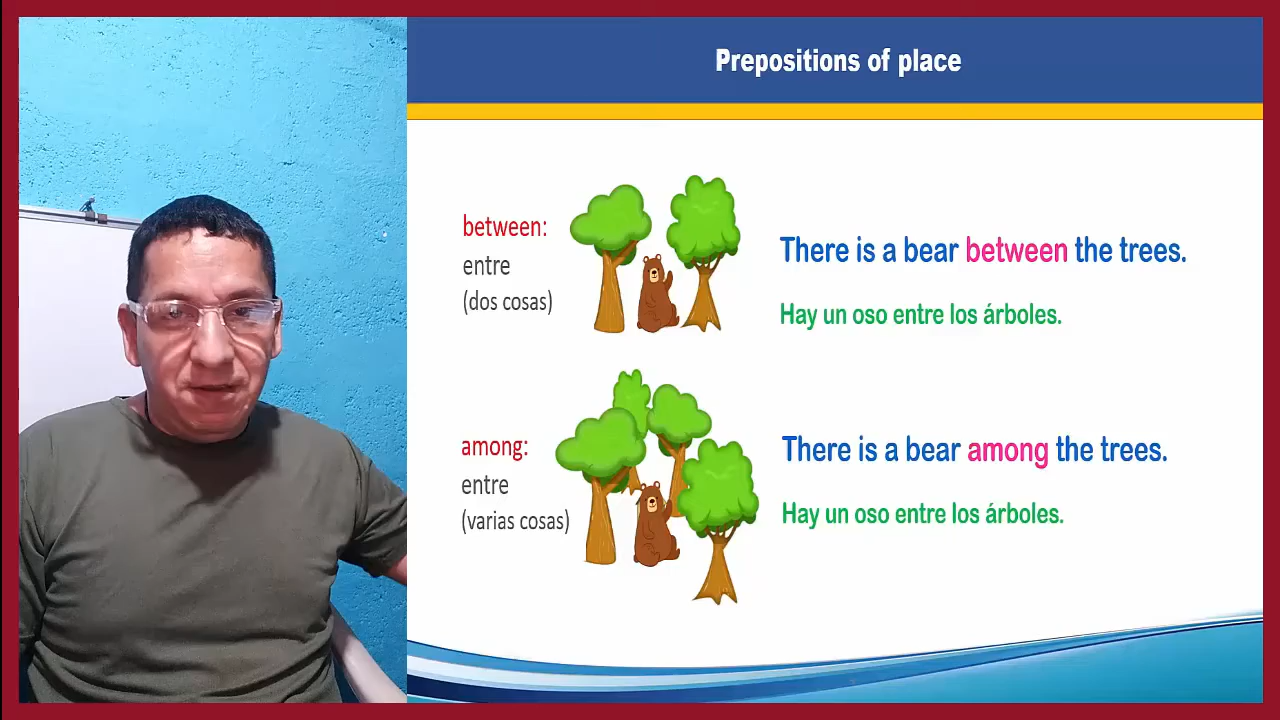 Prepositions of place
between:
entre
(dos cosas)
There is a bear between the trees.
Hay un oso entre los árboles.
among:
entre
(varias cosas)
There is a bear among the trees.
Hay un oso entre los árboles.